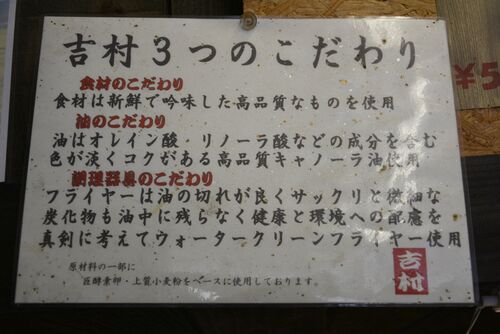 吉村3つのこだわり
食材のこだわり
食材は新鮮で吟味した高品質なものを使用
油のこだわり
油はオレイン酸・リノーラ酸などの成分を含む
色が淡くコクがある高品質キャノーラ油使用
調理器具のこだわり
フライヤーは油の切れが良くサックリと微細な
炭化物も油中に残らなく健康と環境への配慮を
真剣に考えてウォータークリーンフライヤー使用
原材料の一部に
匠酵素卵・上質小麦粉をベースに使用しております。
吉村
¥5